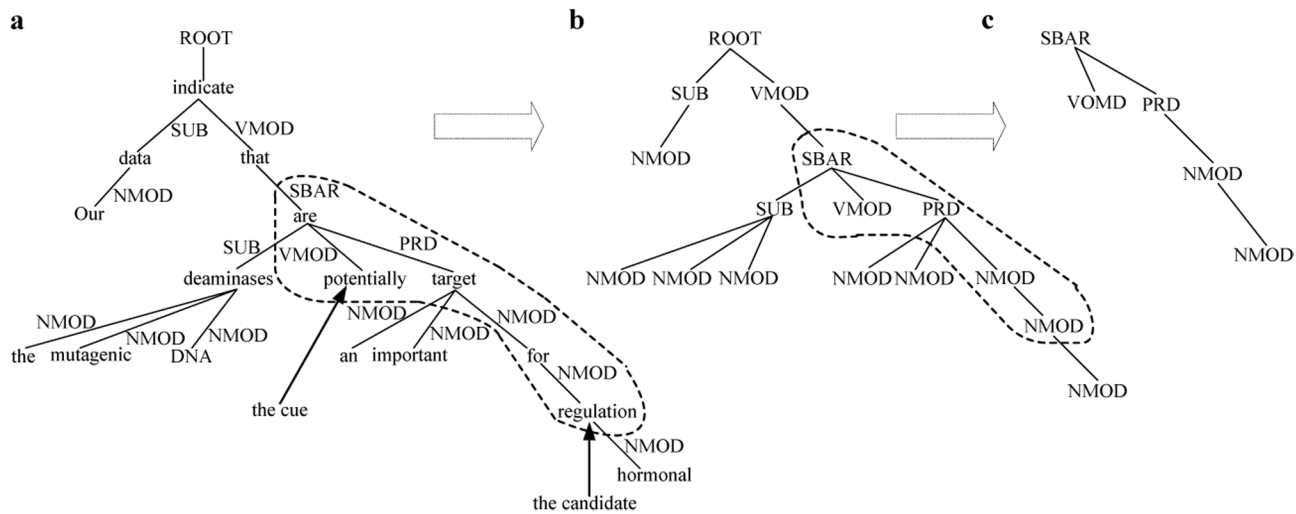 a
ROOT
indicate
SUB VMOD
data that
NMOD SBAR
Our are
SUB VMOD PRD
deaminases potentially target
NMOD NMOD NMOD NMOD NMOD NMOD
the mutagenic DNA an important for
NMOD
the cue regulation
NMOD
hormonal
the candidate
b
ROOT
SUB VMOD
NMOD SBAR
SUB VMOD PRD
NMOD NMOD NMOD NMOD NMOD NMOD
NMOD
NMOD
c
SBAR
VOMD PRD
NMOD
NMOD